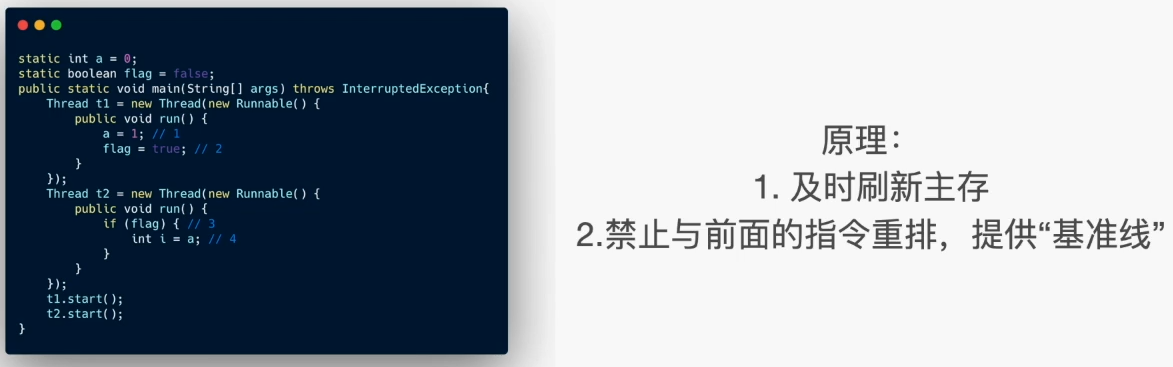 static int a = 0;
static boolean flag = false;
public static void main(String[] args) throws InterruptedException{
    Thread t1 = new Thread(new Runnable() {
        public void run() {
            a = 1; // 1
            flag = true; // 2
        }
    });
    Thread t2 = new Thread(new Runnable() {
        public void run() {
            if (flag) { // 3
                int i = a; // 4
            }
        }
    });
    t1.start();
    t2.start();
}
原理：
1. 及时刷新主存
2.禁止与前面的指令重排，提供“基准线”